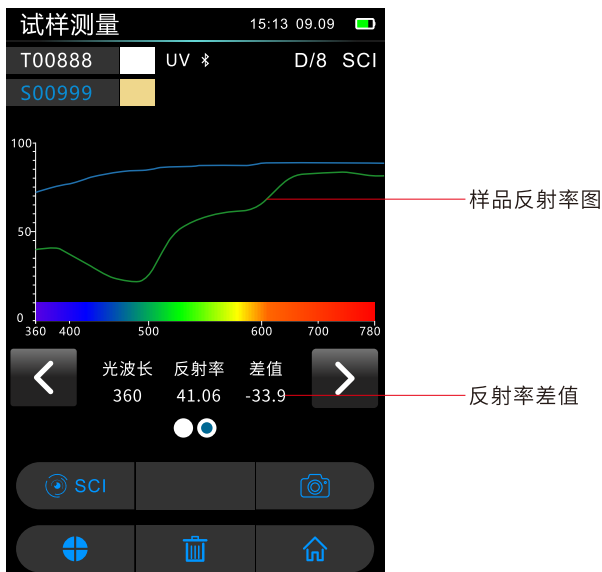 试样测量 15:13 09.09
T00888 UV D/8 SCI
S00999
100
50
0
360 400 500 600 700 780
样品反射率图
光波长 反射率 差值
360 41.06 -33.9
反射率差值
SCI